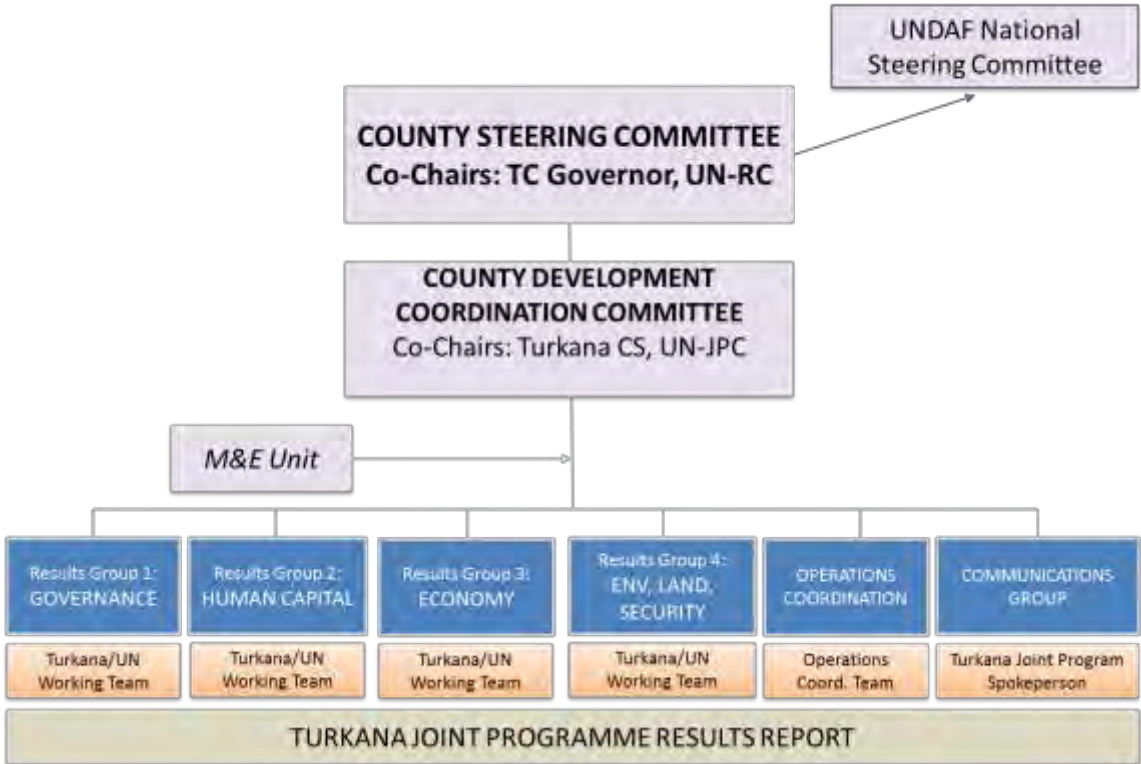 UNDAF National
Steering Committee
COUNTY STEERING COMMITTEE
Co-Chairs: TC Governor, UN-RC
COUNTY DEVELOPMENT
COORDINATION COMMITTEE
Co-Chairs: Turkana CS, UN-JPC
M&E Unit
Results Group 1:
GOVERNANCE
Results Group 2:
HUMAN CAPITAL
Results Group 3:
ECONOMY
Results Group 4:
ENV, LAND,
SECURITY
OPERATIONS
COORDINATION
COMMUNICATIONS
GROUP
Turkana/UN
Working Team
Turkana/UN
Working Team
Turkana/UN
Working Team
Turkana/UN
Working Team
Operations
Coord. Team
Turkana Joint Program
Spokeperson
TURKANA JOINT PROGRAMME RESULTS REPORT